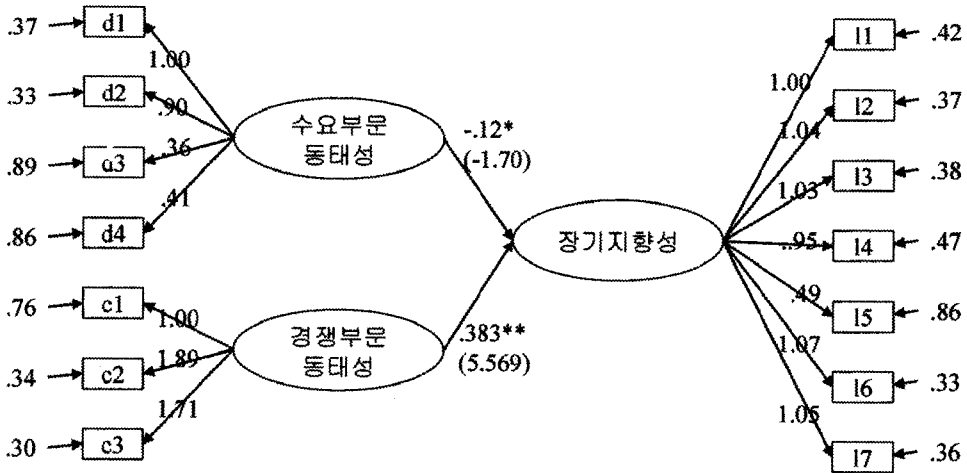 .37
d1
1.00
.33
d2
.90
.89
d3
.36
.86
d4
.41
수요부문
동태성
-.12*
(-1.70)
.76
c1
1.00
.34
c2
1.89
.30
c3
1.71
경쟁부문
동태성
.383**
(5.569)
장기지향성
1.00
l1
.42
1.04
l2
.37
1.03
l3
.38
.95
l4
.47
.49
l5
.86
1.07
l6
.33
1.05
l7
.36